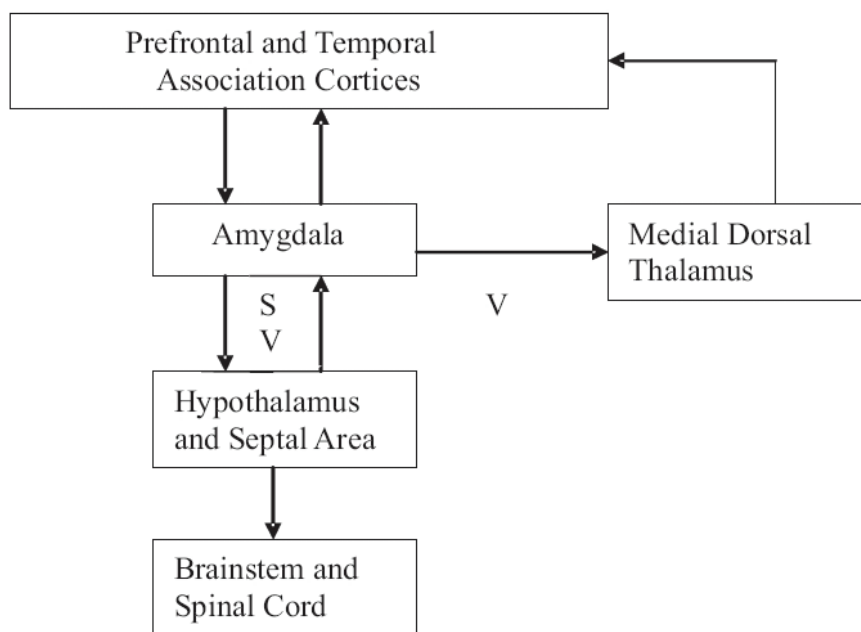 Prefrontal and Temporal
Association Cortices
Amygdala
Medial Dorsal
Thalamus
S
V
V
Hypothalamus
and Septal Area
Brainstem and
Spinal Cord